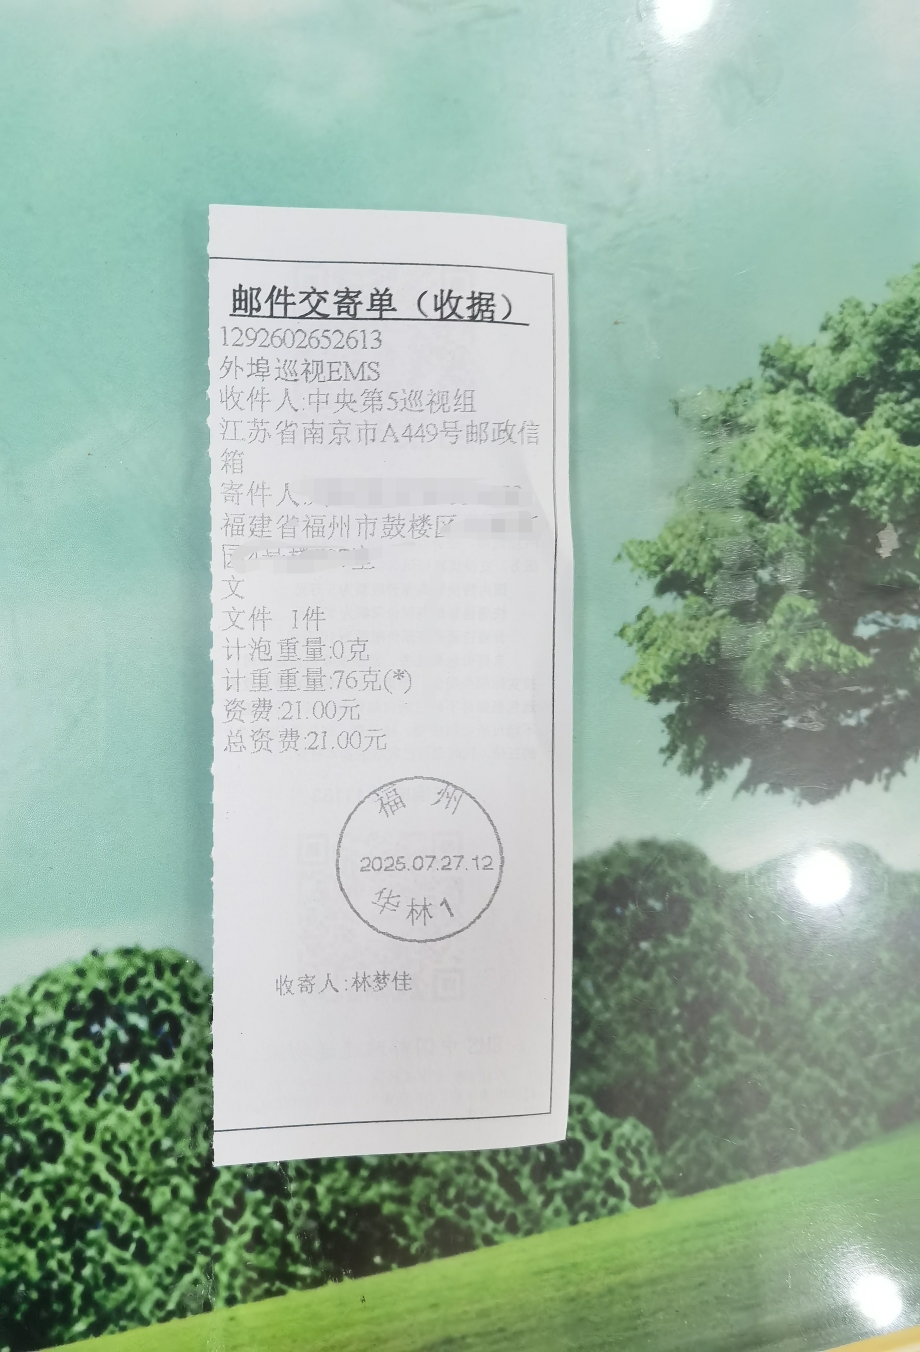 邮件交寄单（收据）
1292602652613
外埠巡视EMS
收件人:中央第5巡视组
江苏省南京市A449号邮政信
箱
寄件人:
福建省福州市鼓楼区
文
文件 1件
计泡重量:0克
计重重量:76克(*)
资费:21.00元
总资费:21.00元
福州
2025.07.27.12
华林1
收寄人:林梦佳